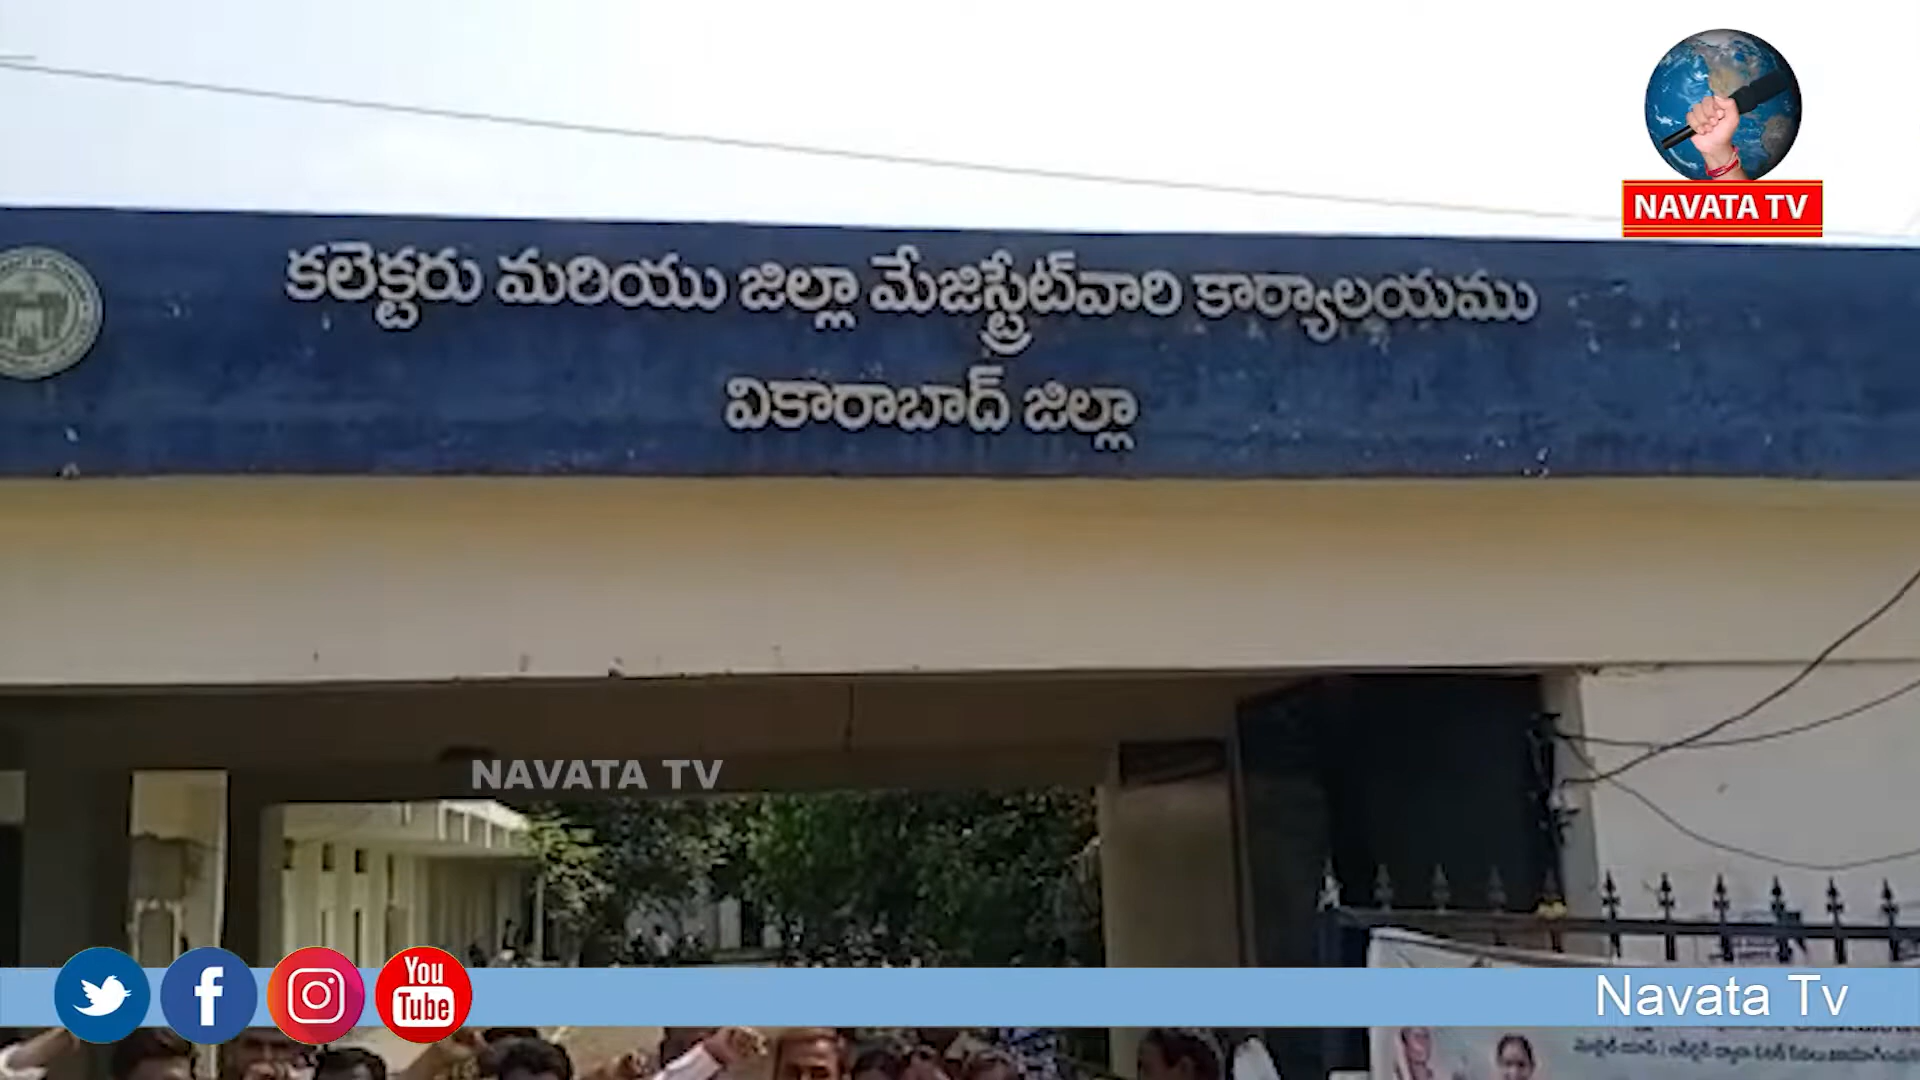 NAVATA TV
కలెక్టరు మరియు జిల్లా మేజిస్ట్రేట్‌వారి కార్యాలయము
వికారాబాద్ జిల్లా
NAVATA TV
You
Tube
Navata Tv